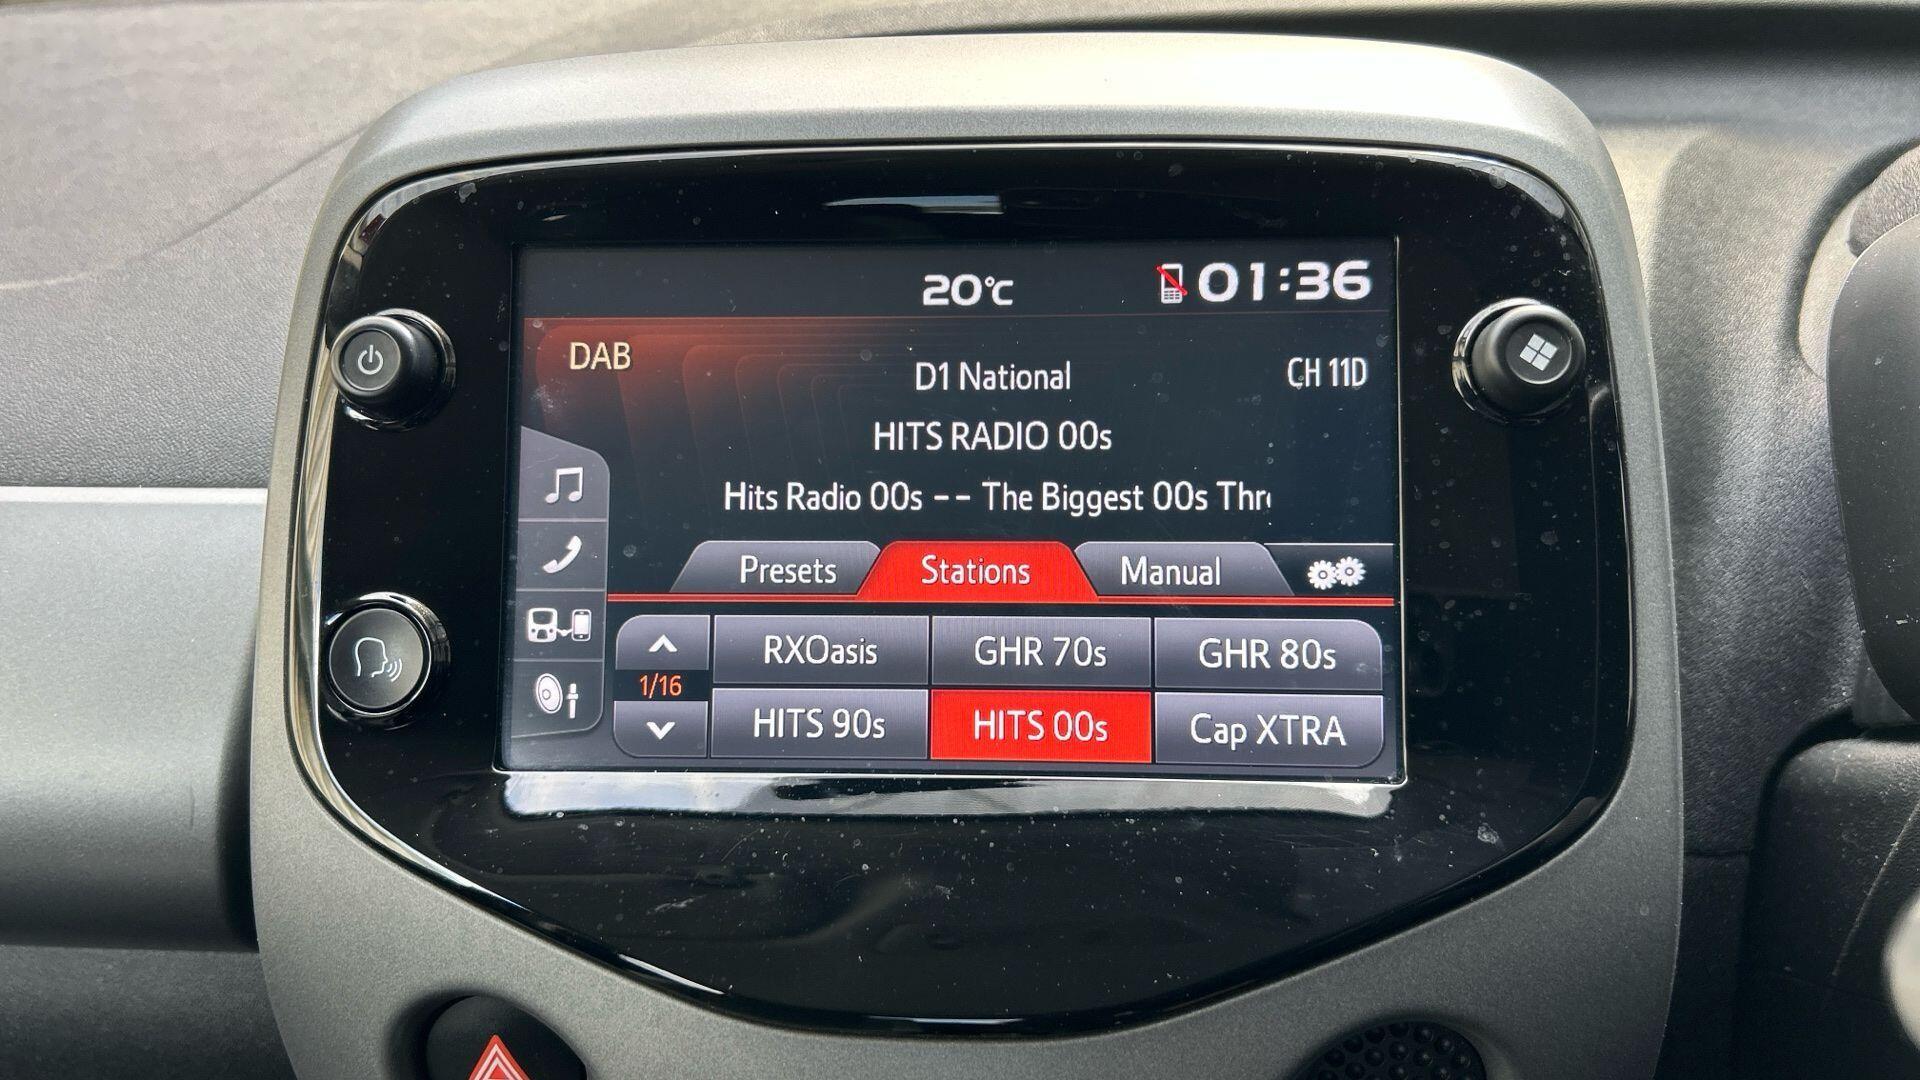 20°C
01:36
DAB
D1 National
CH 11D
HITS RADIO 00s
Hits Radio 00s -- The Biggest 00s Thr
Presets
Stations
Manual
RXOasis
GHR 70s
GHR 80s
1/16
HITS 90s
HITS 00s
Cap XTRA